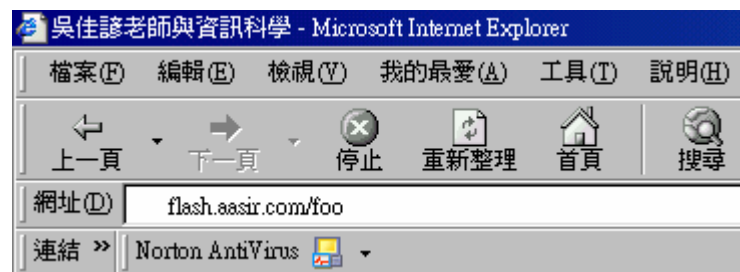 吳佳諺老師與資訊科學 - Microsoft Internet Explorer
檔案(F) 編輯(E) 檢視(V) 我的最愛(A) 工具(T) 說明(H)
上一頁 下一頁 停止 重新整理 首頁 搜尋
網址(D) flash.aasir.com/foo
連結 » Norton AntiVirus